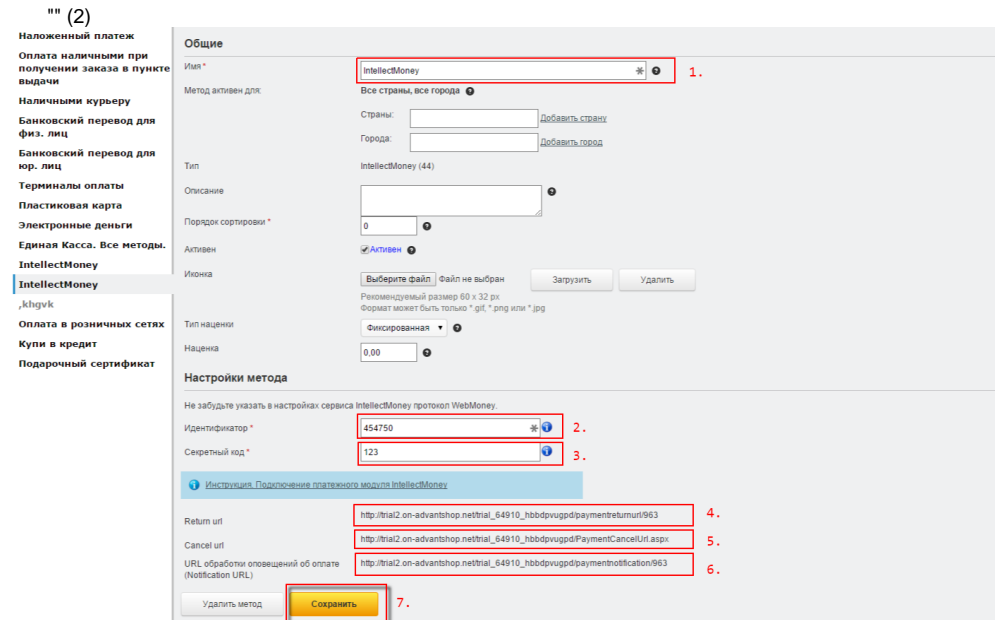 "" (2)
Наложенный платеж
Оплата наличными при
получении заказа в пункте
выдачи
Наличными курьеру
Банковский перевод для
физ. лиц
Банковский перевод для
юр. лиц
Терминалы оплаты
Пластиковая карта
Электронные деньги
Единая Касса. Все методы.
IntellectMoney
IntellectMoney
,khgvk
Оплата в розничных сетях
Купи в кредит
Подарочный сертификат
Общие
Имя * IntellectMoney 1.
Метод активен для: Все страны, все города
Страны: Добавить страну
Города: Добавить город
Тип IntellectMoney (44)
Описание
Порядок сортировки * 0
Активен Активен
Иконка Выберите файл Файл не выбран Загрузить Удалить
Рекомендуемый размер 60 x 32 px
Формат может быть только *.gif, *.png или *.jpg
Тип наценки Фиксированная
Наценка 0,00
Настройки метода
Не забудьте указать в настройках сервиса IntellectMoney протокол WebMoney.
Идентификатор * 454750 2.
Секретный код * 123 3.
Инструкция. Подключение платежного модуля IntellectMoney
Return url http://trial2.on-advantshop.net/trial_64910_hbbdpvugpd/paymentreturnurl/963 4.
Cancel url http://trial2.on-advantshop.net/trial_64910_hbbdpvugpd/PaymentCancelUrl.aspx 5.
URL обработки оповещений об оплате http://trial2.on-advantshop.net/trial_64910_hbbdpvugpd/paymentnotification/963 6.
(Notification URL)
Удалить метод Сохранить 7.